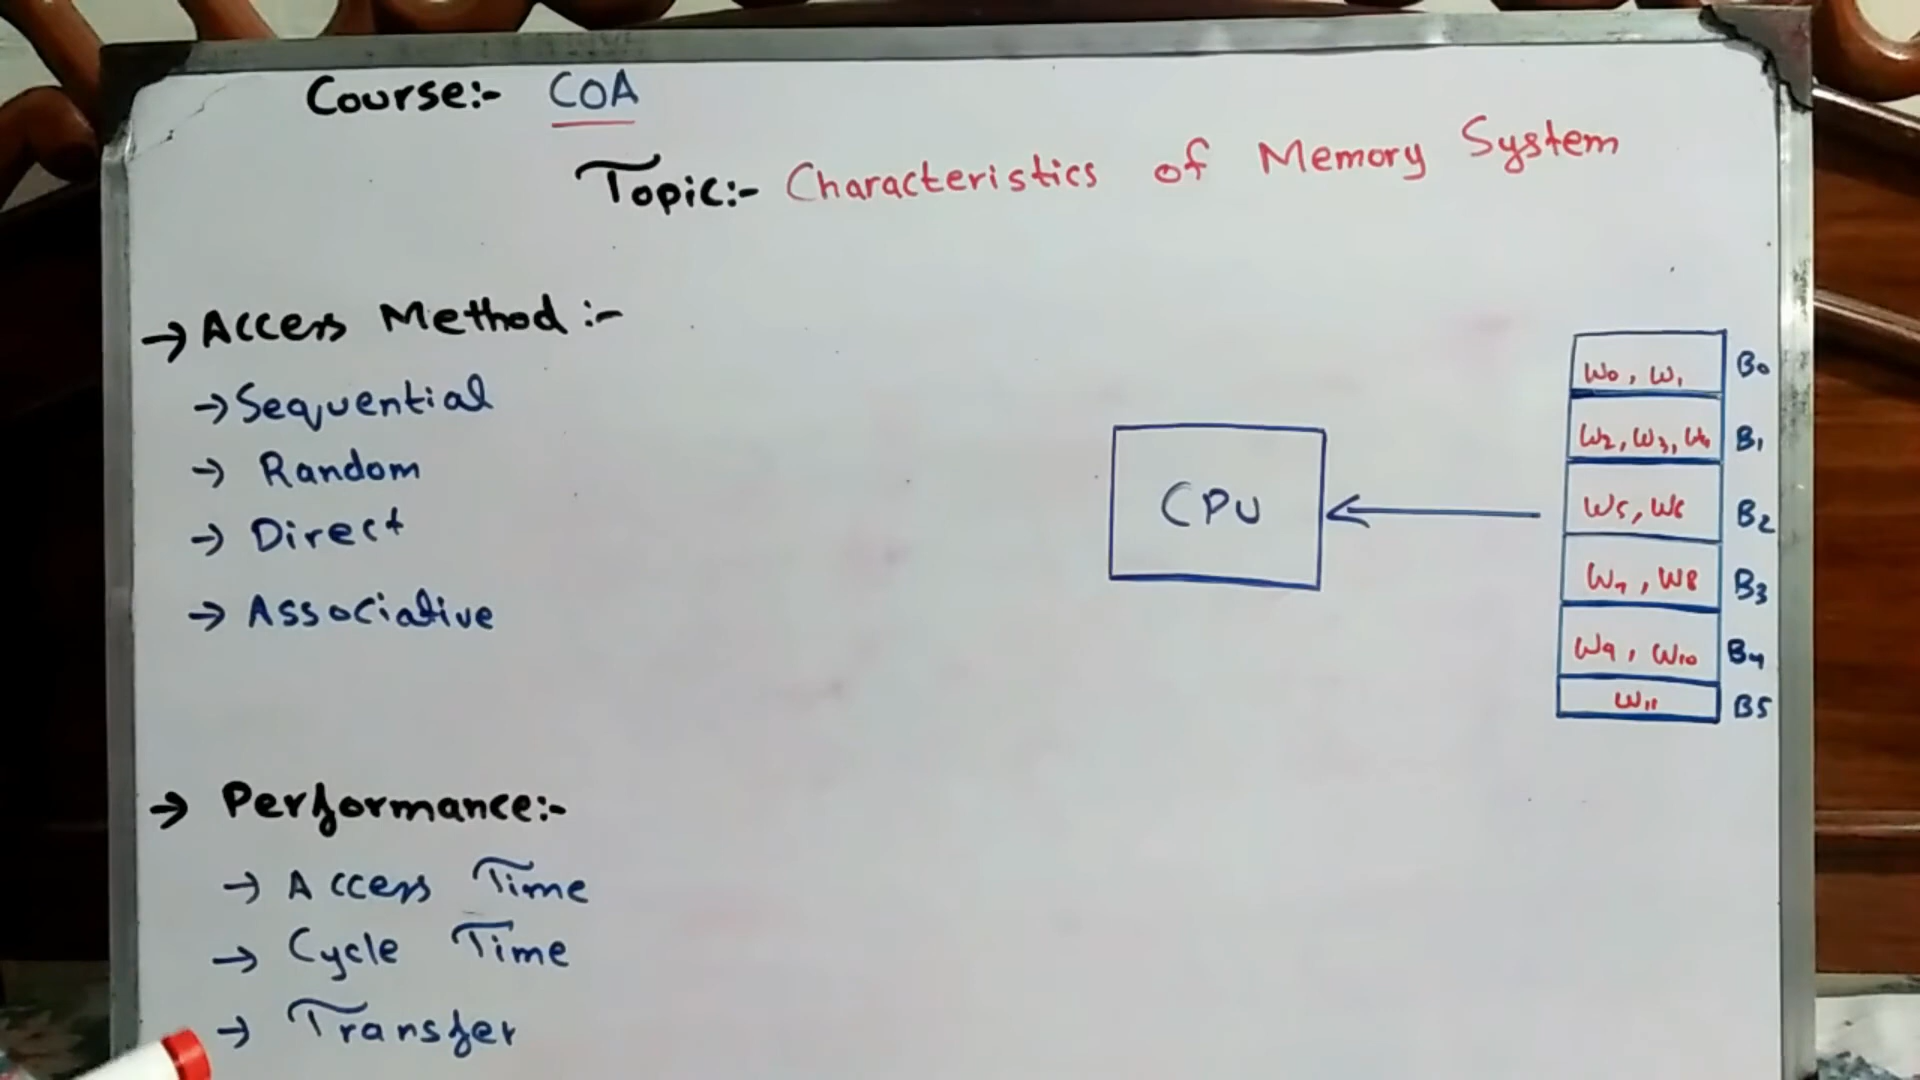 Course:- COA
Topic:- Characteristics of Memory System
→ Access Method :-
→ Sequential
→ Random
→ Direct
→ Associative
→ Performance:-
→ Access Time
→ Cycle Time
→ Transfer
CPU
W0, W1 B0
W2, W3, W4 B1
W5, W6 B2
W7, W8 B3
W9, W10 B4
W11 B5